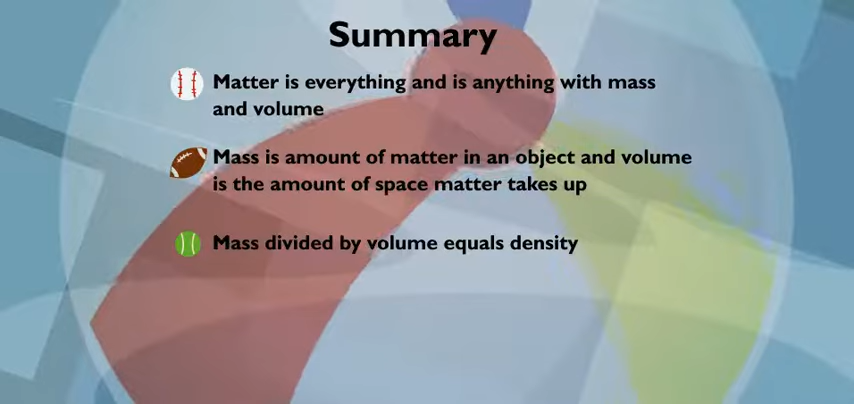 Summary
Matter is everything and is anything with mass
and volume
Mass is amount of matter in an object and volume
is the amount of space matter takes up
Mass divided by volume equals density